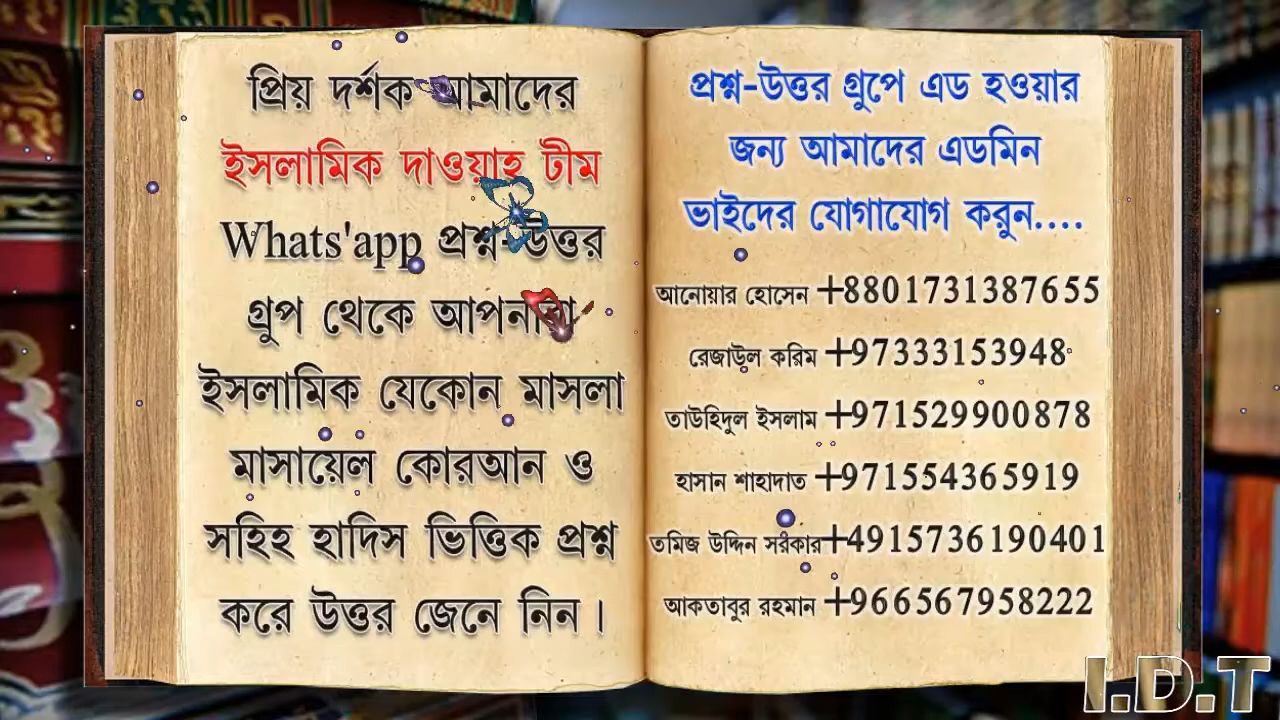 প্রিয় দর্শক আমাদের
ইসলামিক দাওয়াহ টীম
Whats'app প্রশ্ন-উত্তর
গ্রুপ থেকে আপনারা
ইসলামিক যেকোন মাসলা
মাসায়েল কোরআন ও
সহিহ হাদিস ভিত্তিক প্রশ্ন
করে উত্তর জেনে নিন।
প্রশ্ন-উত্তর গ্রুপে এড হওয়ার
জন্য আমাদের এডমিন
ভাইদের যোগাযোগ করুন....
আনোয়ার হোসেন +8801731387655
রেজাউল করিম +97333153948
তাউহিদুল ইসলাম +971529900878
হাসান শাহাদাত +971554365919
তমিজ উদ্দিন সরকার+4915736190401
আকতাবুর রহমান +966567958222
I.D.T